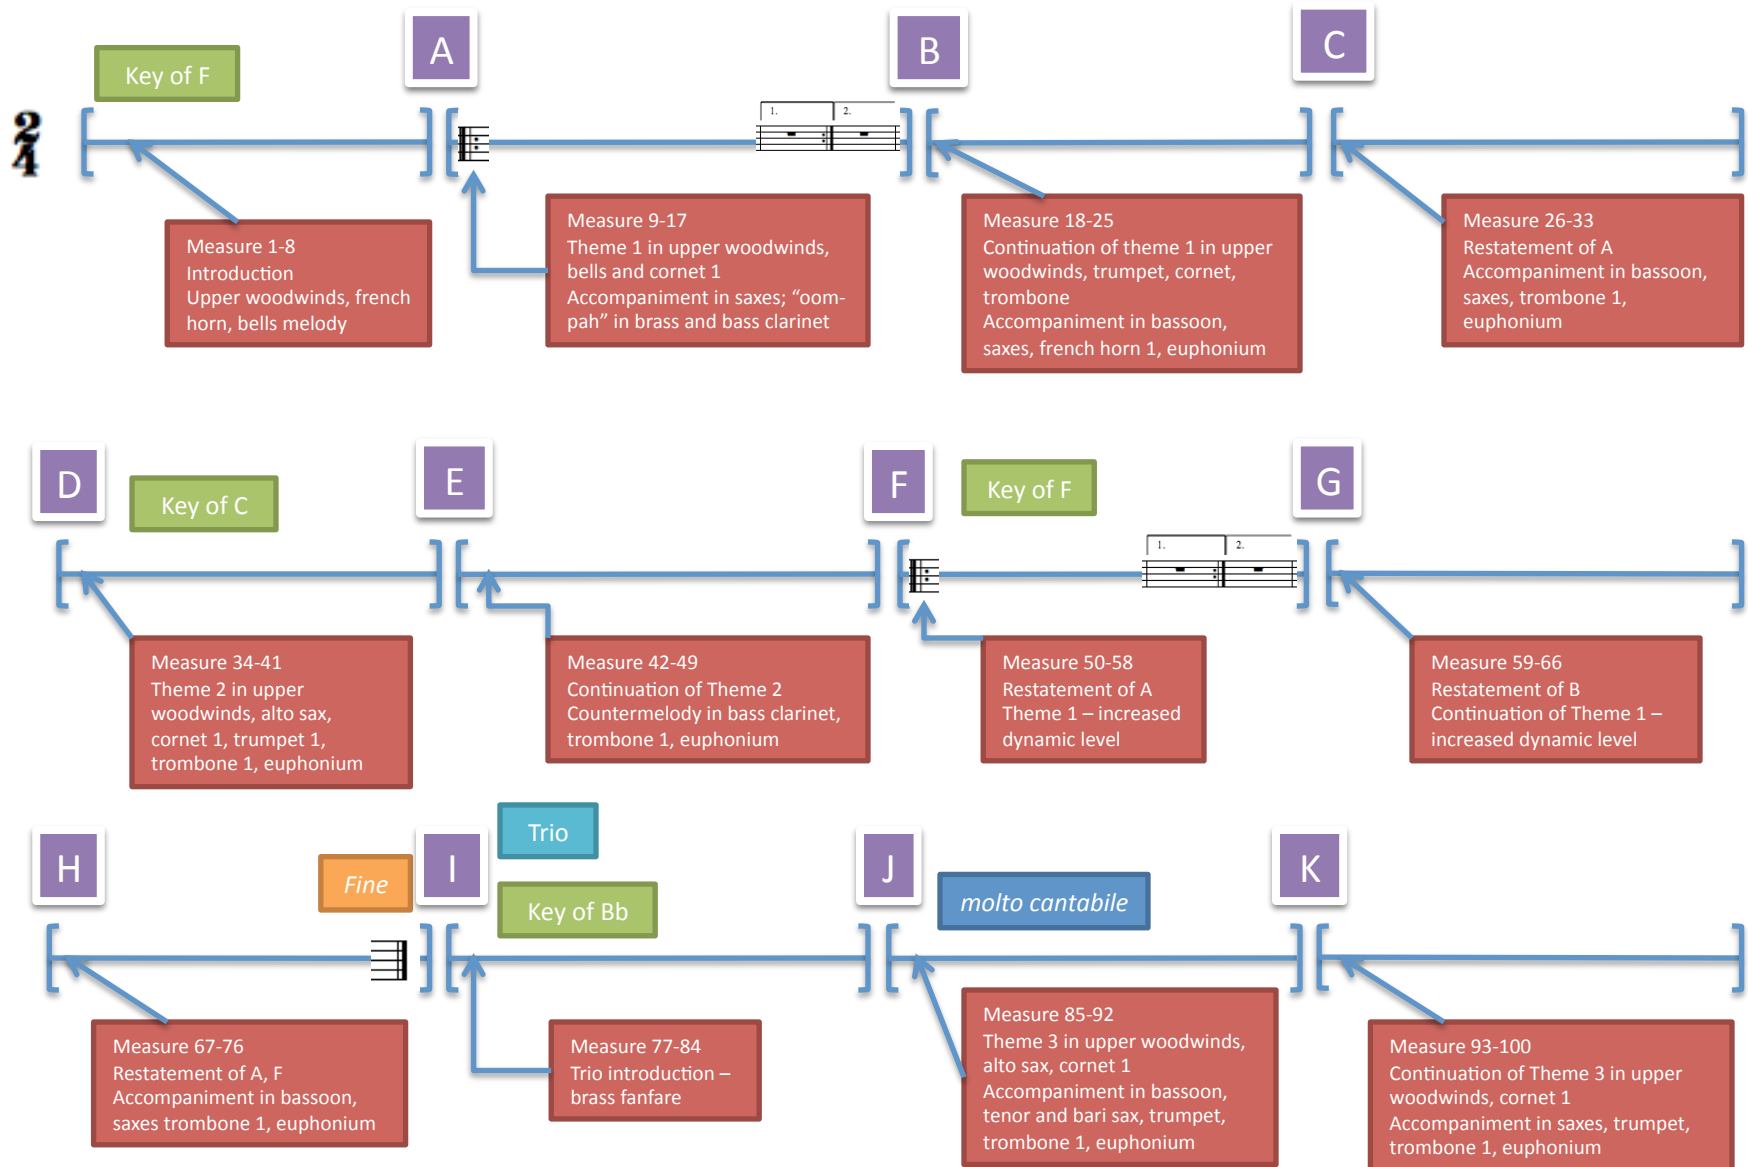 A
B
C
Key of F
2
4
1.
2.
Measure 1-8
Introduction
Upper woodwinds, french
horn, bells melody
Measure 9-17
Theme 1 in upper woodwinds,
bells and cornet 1
Accompaniment in saxes; “oom-
pah” in brass and bass clarinet
Measure 18-25
Continuation of theme 1 in upper
woodwinds, trumpet, cornet,
trombone
Accompaniment in bassoon,
saxes, french horn 1, euphonium
Measure 26-33
Restatement of A
Accompaniment in bassoon,
saxes, trombone 1,
euphonium
D
Key of C
E
F
Key of F
G
1.
2.
Measure 34-41
Theme 2 in upper
woodwinds, alto sax,
cornet 1, trumpet 1,
trombone 1, euphonium
Measure 42-49
Continuation of Theme 2
Countermelody in bass clarinet,
trombone 1, euphonium
Measure 50-58
Restatement of A
Theme 1 – increased
dynamic level
Measure 59-66
Restatement of B
Continuation of Theme 1 –
increased dynamic level
H
Fine
I
Trio
Key of Bb
J
molto cantabile
K
Measure 67-76
Restatement of A, F
Accompaniment in bassoon,
saxes trombone 1, euphonium
Measure 77-84
Trio introduction –
brass fanfare
Measure 85-92
Theme 3 in upper woodwinds,
alto sax, cornet 1
Accompaniment in bassoon,
tenor and bari sax, trumpet,
trombone 1, euphonium
Measure 93-100
Continuation of Theme 3 in upper
woodwinds, cornet 1
Accompaniment in saxes, trumpet,
trombone 1, euphonium